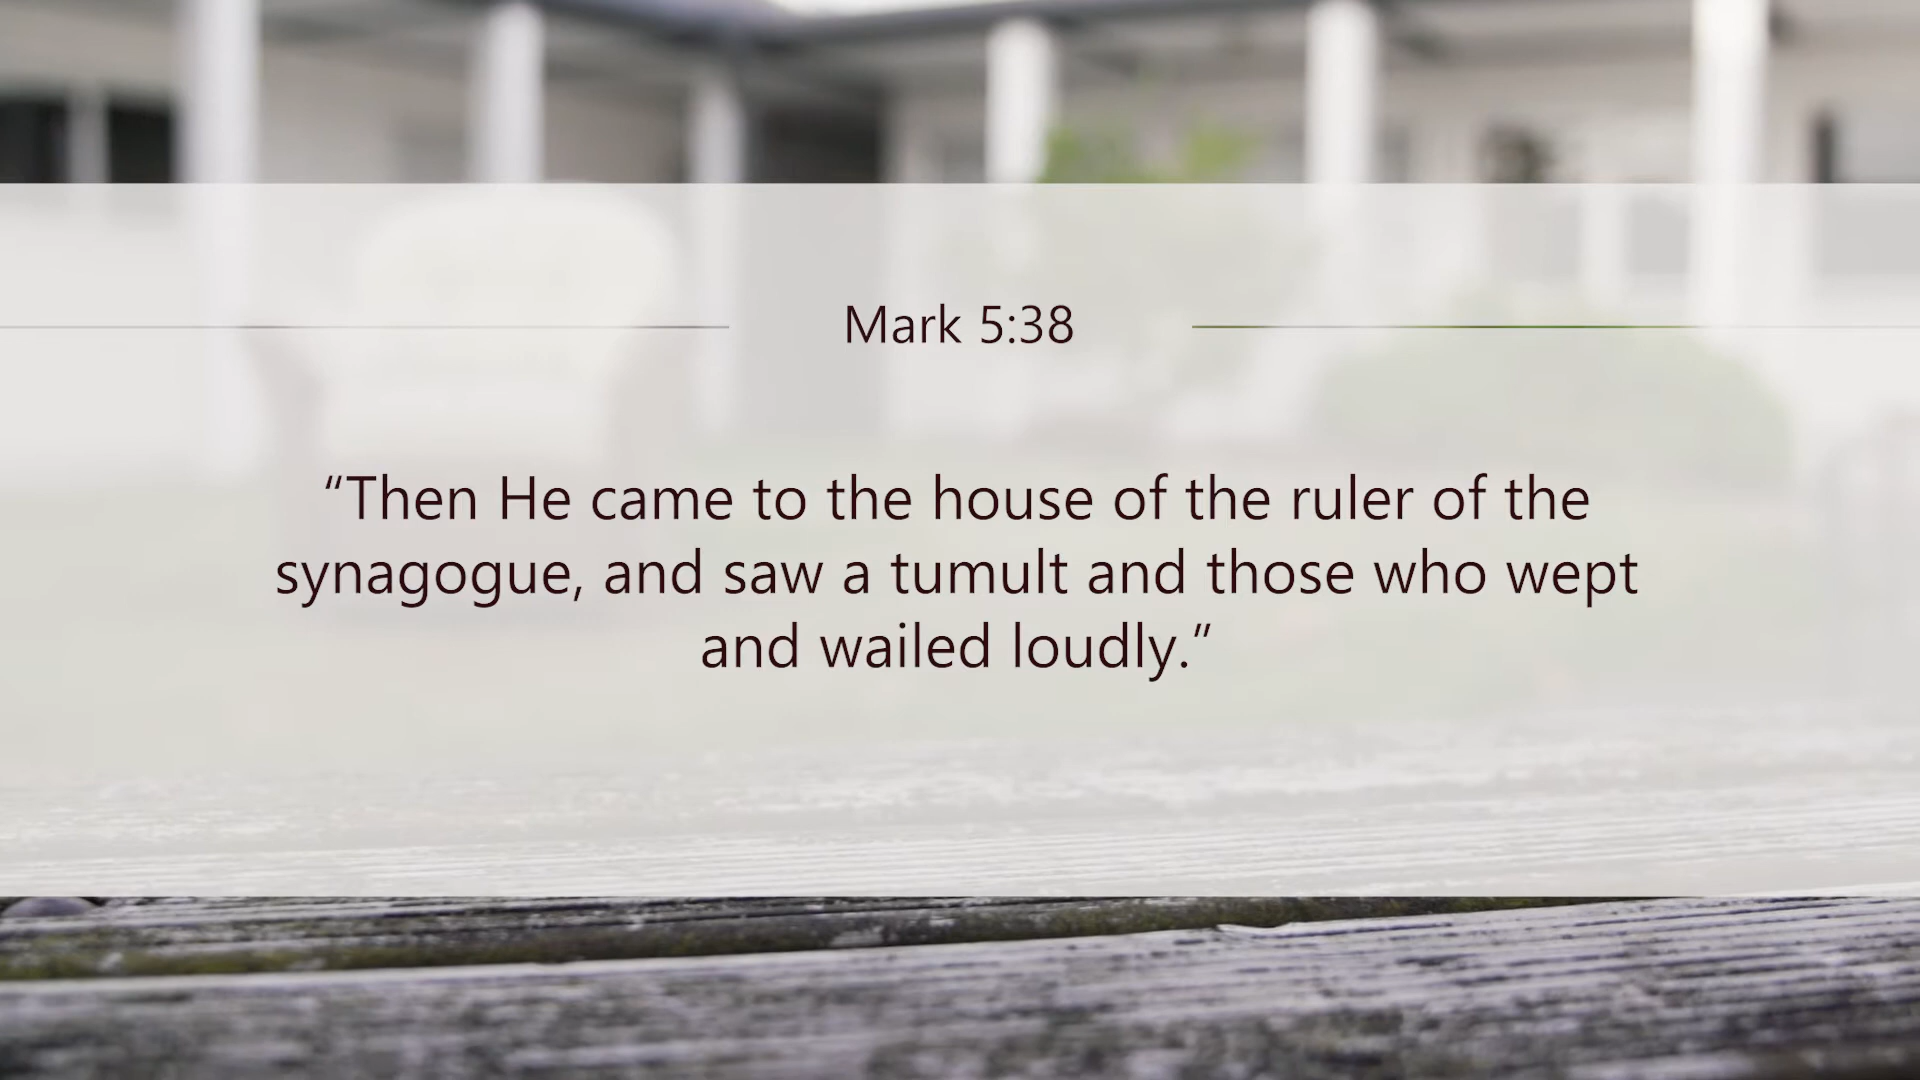 Mark 5:38
“Then He came to the house of the ruler of the
synagogue, and saw a tumult and those who wept
and wailed loudly.”